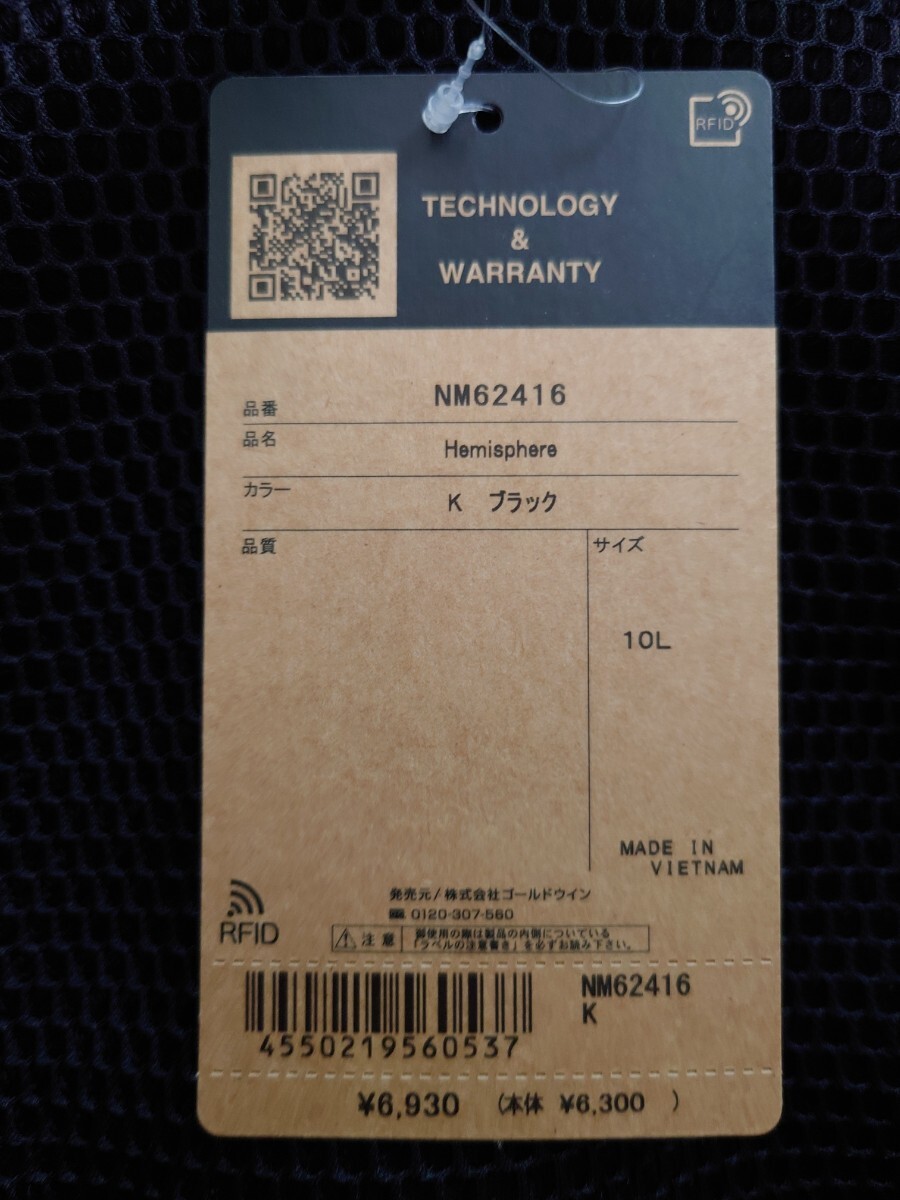 RFID
TECHNOLOGY
&
WARRANTY
品番 NM62416
品名 Hemisphere
カラー K ブラック
品質
サイズ
10L
MADE IN
VIETNAM
発売元/株式会社ゴールドウイン
0120-307-560
RFID
注意
御使用の際は製品の内側についている
「ラベルの注意書き」を必ずお読み下さい。
NM62416
K
4550219560537
¥6,930 (本体 ¥6,300 )